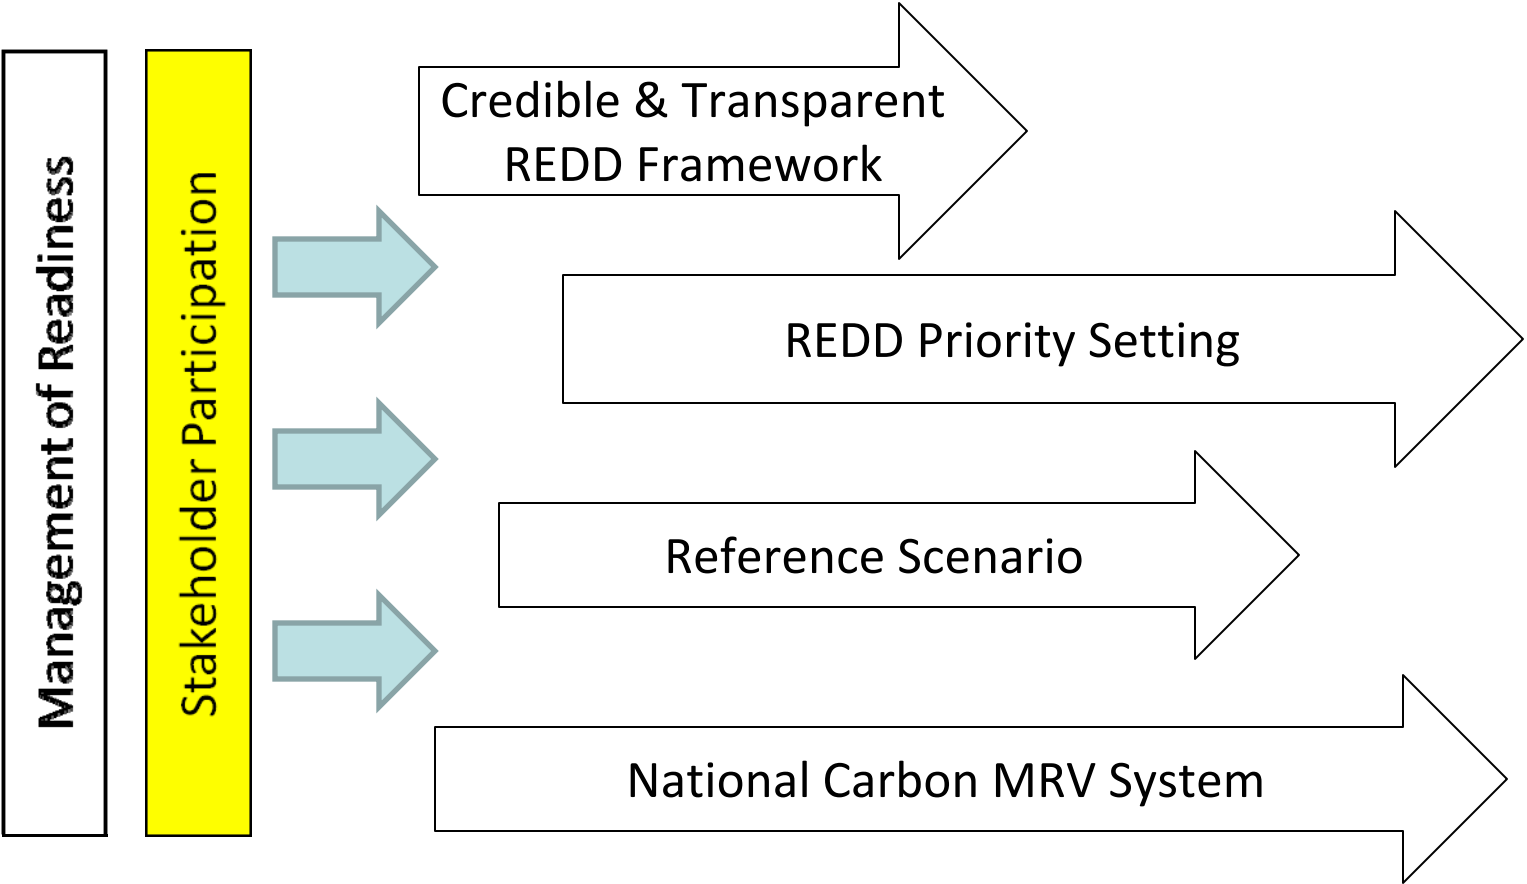 Management of Readiness
Stakeholder Participation
Credible & Transparent
REDD Framework
REDD Priority Setting
Reference Scenario
National Carbon MRV System